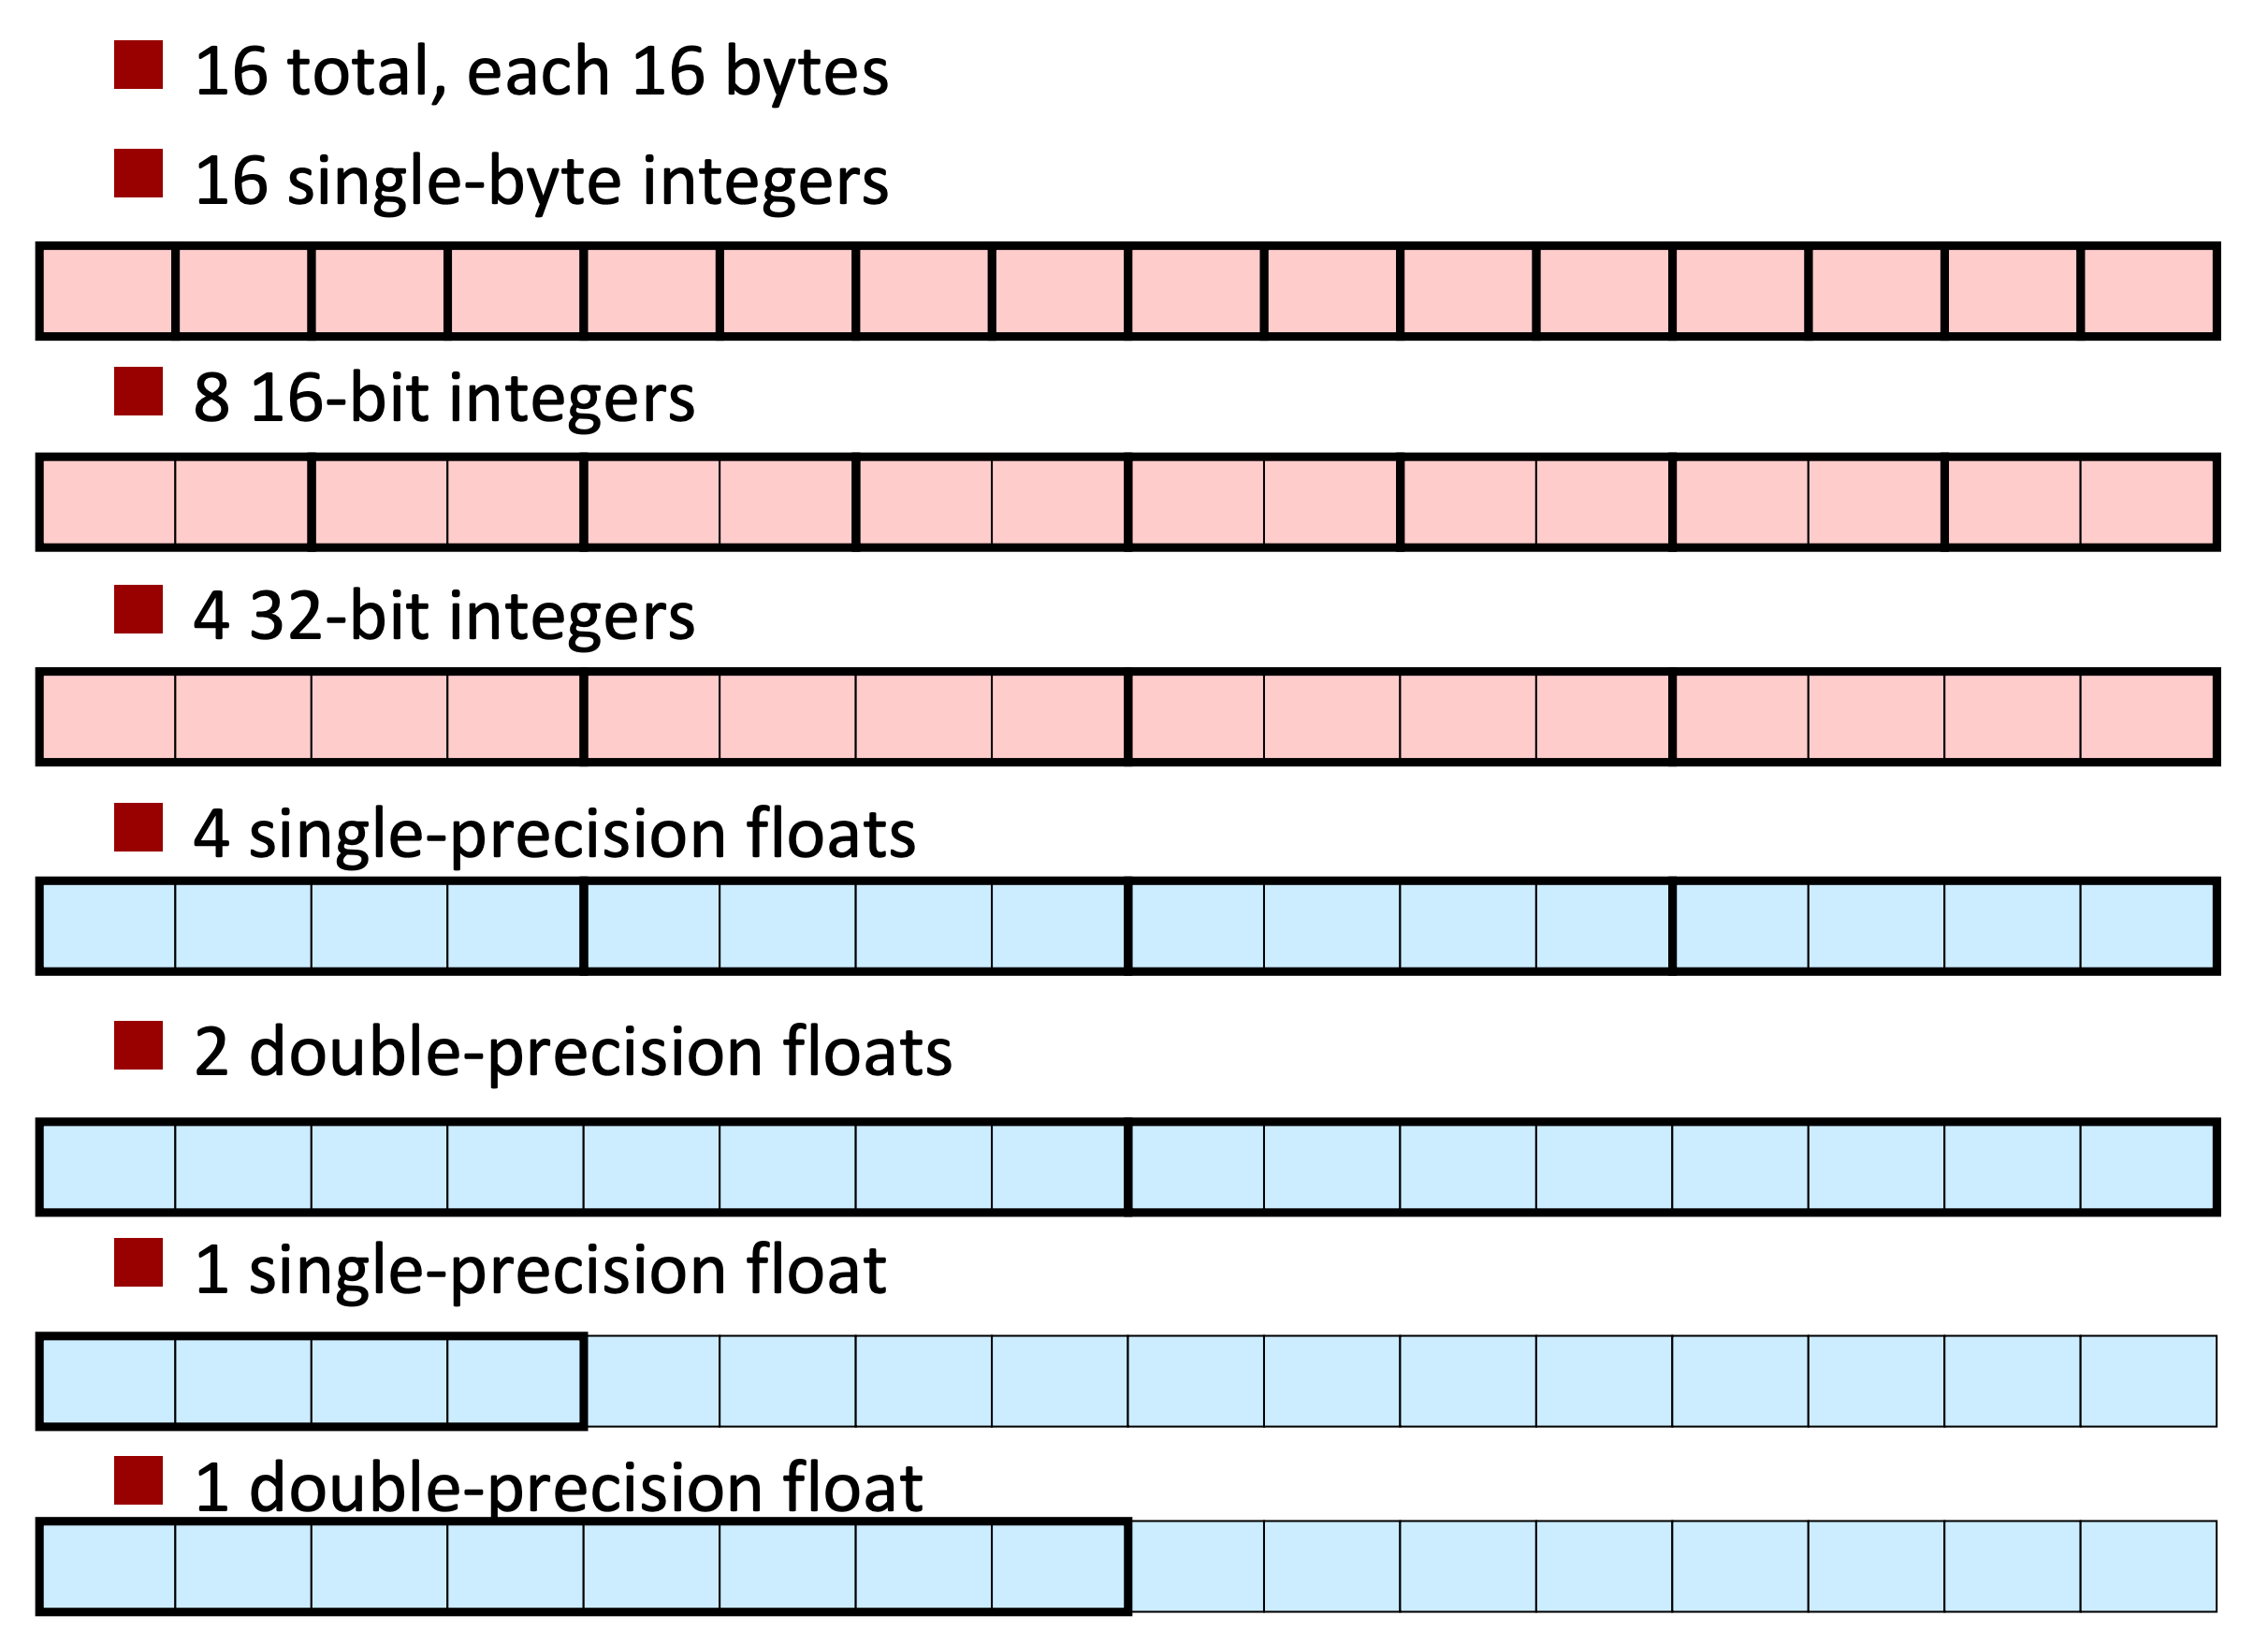 16 total, each 16 bytes
16 single-byte integers
8 16-bit integers
4 32-bit integers
4 single-precision floats
2 double-precision floats
1 single-precision float
1 double-precision float